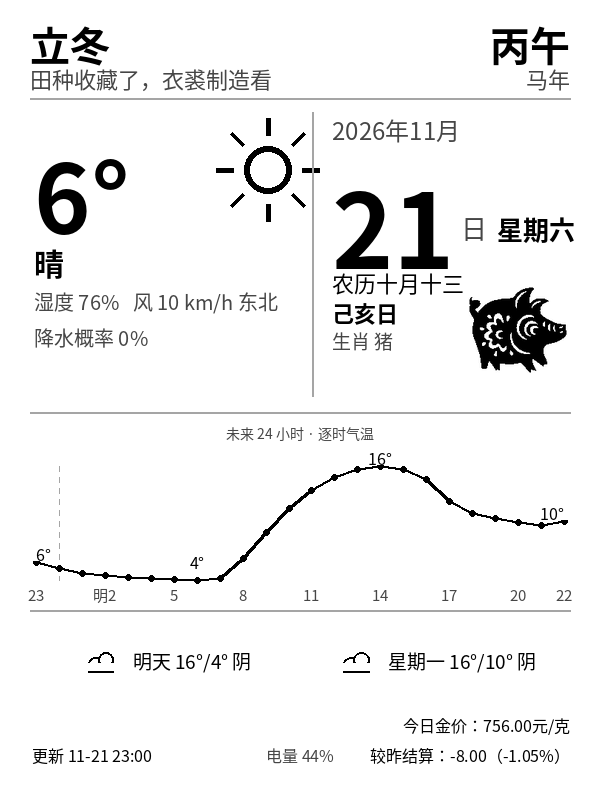 立冬
丙午
田种收藏了，衣裘制造看
马年
6°
晴
湿度 76% 风 10 km/h 东北
降水概率 0%
2026年11月
21 日 星期六
农历十月十三
己亥日
生肖 猪
未来 24 小时 · 逐时气温
16°
10°
6°
4°
23 明2 5 8 11 14 17 20 22
明天 16°/4° 阴
星期一 16°/10° 阴
今日金价：756.00元/克
更新 11-21 23:00 电量 44% 较昨结算：-8.00（-1.05%）